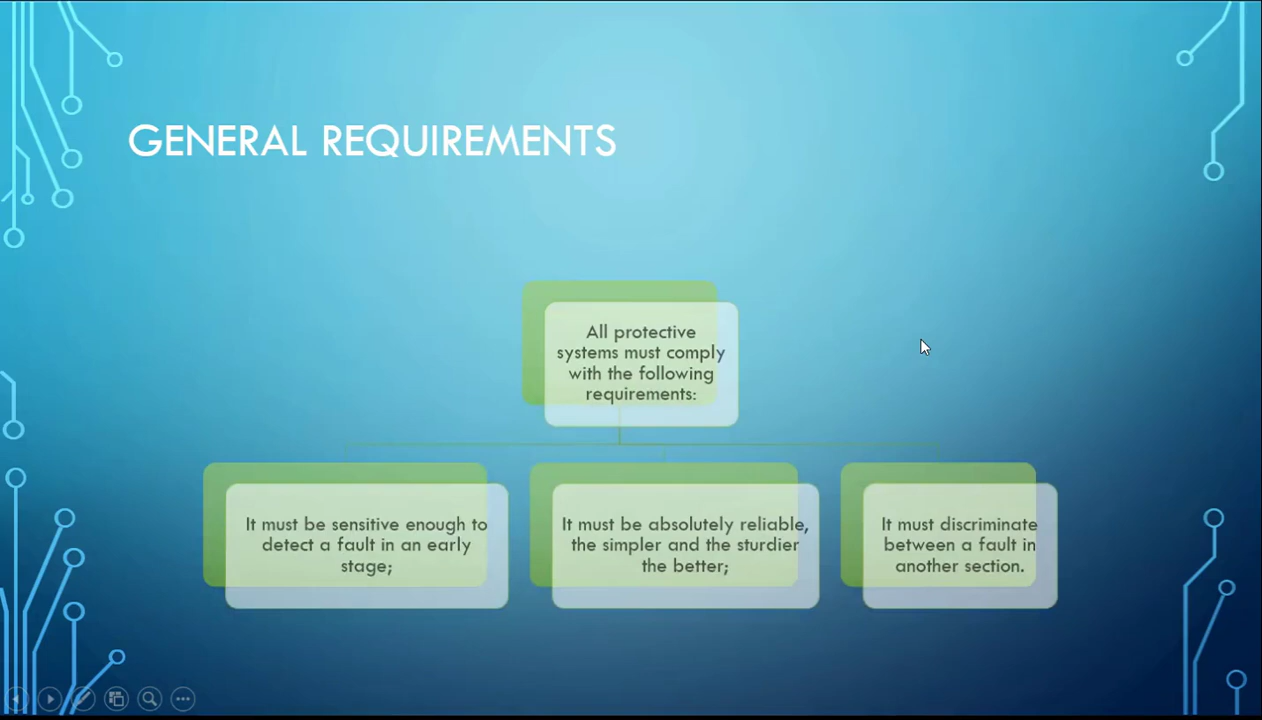 GENERAL REQUIREMENTS
All protective
systems must comply
with the following
requirements:
It must be sensitive enough to
detect a fault in an early
stage;
It must be absolutely reliable,
the simpler and the sturdier
the better;
It must discriminate
between a fault in
another section.